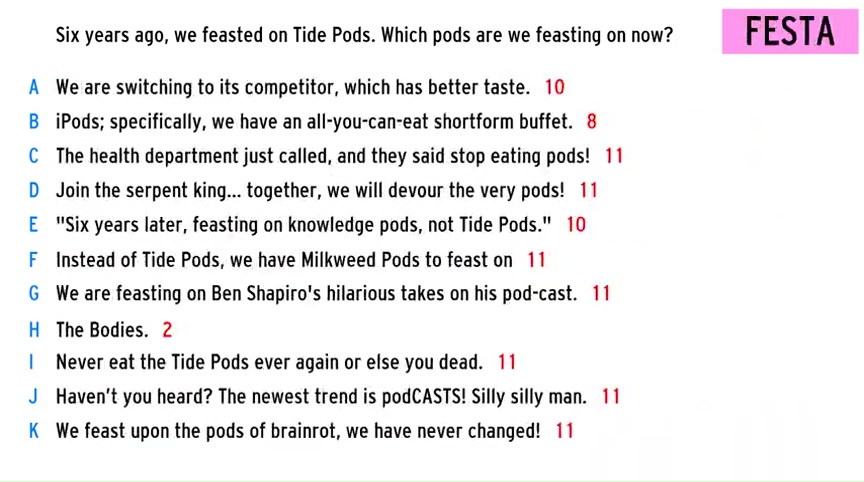 Six years ago, we feasted on Tide Pods. Which pods are we feasting on now?
FESTA
A We are switching to its competitor, which has better taste. 10
B iPods; specifically, we have an all-you-can-eat shortform buffet. 8
C The health department just called, and they said stop eating pods! 11
D Join the serpent king... together, we will devour the very pods! 11
E "Six years later, feasting on knowledge pods, not Tide Pods." 10
F Instead of Tide Pods, we have Milkweed Pods to feast on 11
G We are feasting on Ben Shapiro's hilarious takes on his pod-cast. 11
H The Bodies. 2
I Never eat the Tide Pods ever again or else you dead. 11
J Haven't you heard? The newest trend is podCASTS! Silly silly man. 11
K We feast upon the pods of brainrot, we have never changed! 11